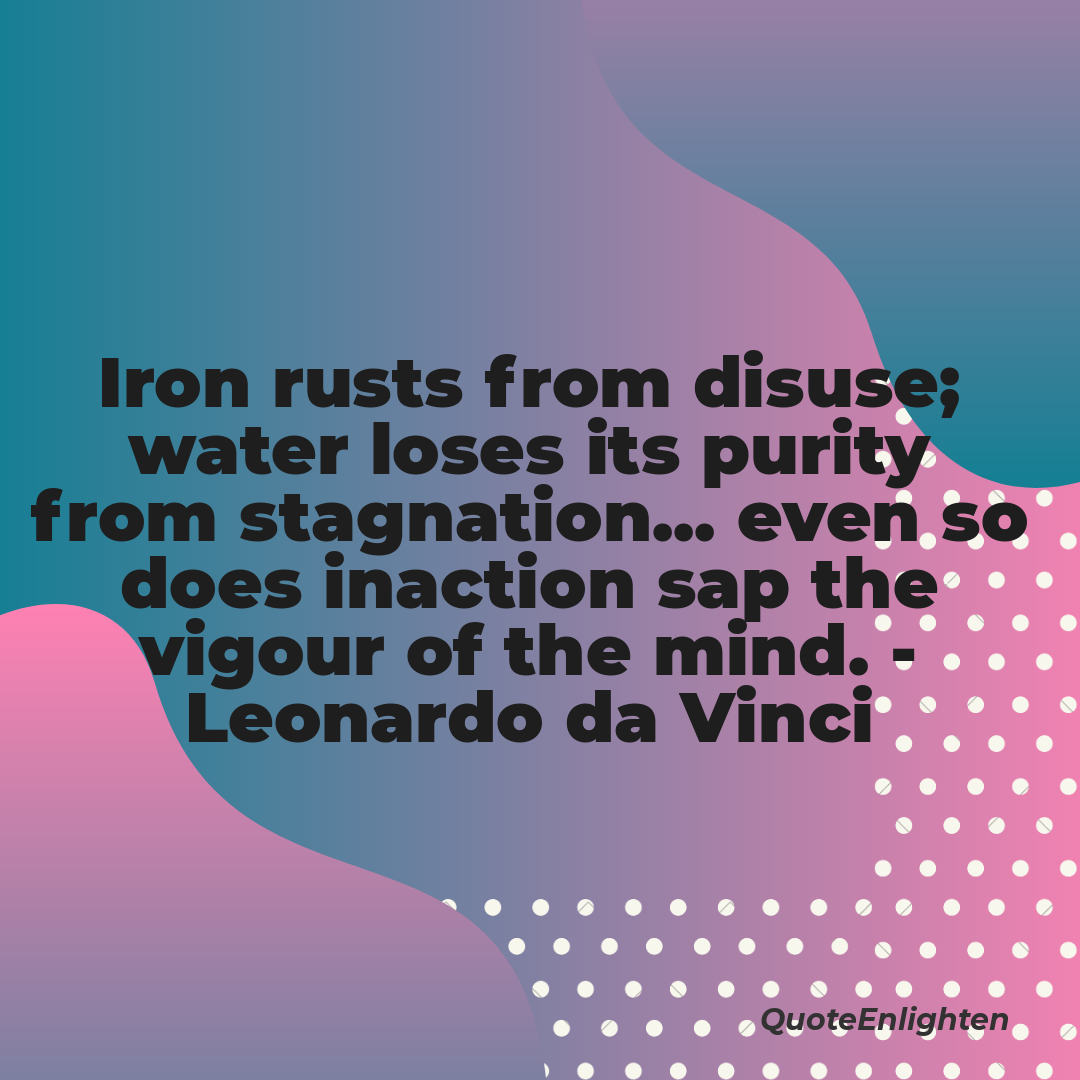 Iron rusts from disuse;
water loses its purity
from stagnation... even so
does inaction sap the
vigour of the mind. -
Leonardo da Vinci
QuoteEnlighten